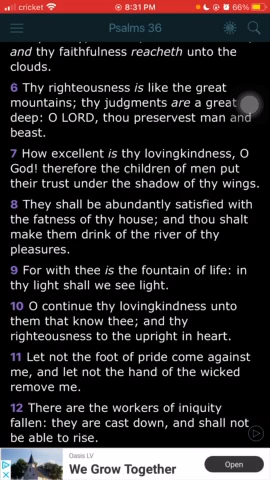 cricket
8:31 PM
66%
Psalms 36
and thy faithfulness reacheth unto the
clouds.
6 Thy righteousness is like the great
mountains; thy judgments are a great
deep: O LORD, thou preservest man and
beast.
7 How excellent is thy lovingkindness, O
God! therefore the children of men put
their trust under the shadow of thy wings.
8 They shall be abundantly satisfied with
the fatness of thy house; and thou shalt
make them drink of the river of thy
pleasures.
9 For with thee is the fountain of life: in
thy light shall we see light.
10 O continue thy lovingkindness unto
them that know thee; and thy
righteousness to the upright in heart.
11 Let not the foot of pride come against
me, and let not the hand of the wicked
remove me.
12 There are the workers of iniquity
fallen: they are cast down, and shall not
be able to rise.
Oasis LV
We Grow Together
Open